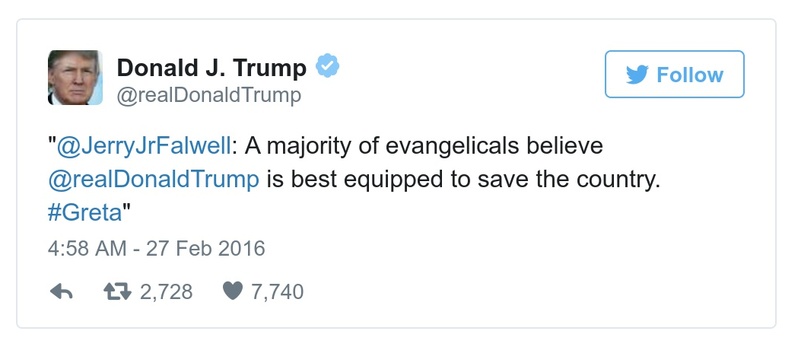 Donald J. Trump
@realDonaldTrump
Follow
"@JerryJrFalwell: A majority of evangelicals believe
@realDonaldTrump is best equipped to save the country.
#Greta"
4:58 AM - 27 Feb 2016
2,728 7,740